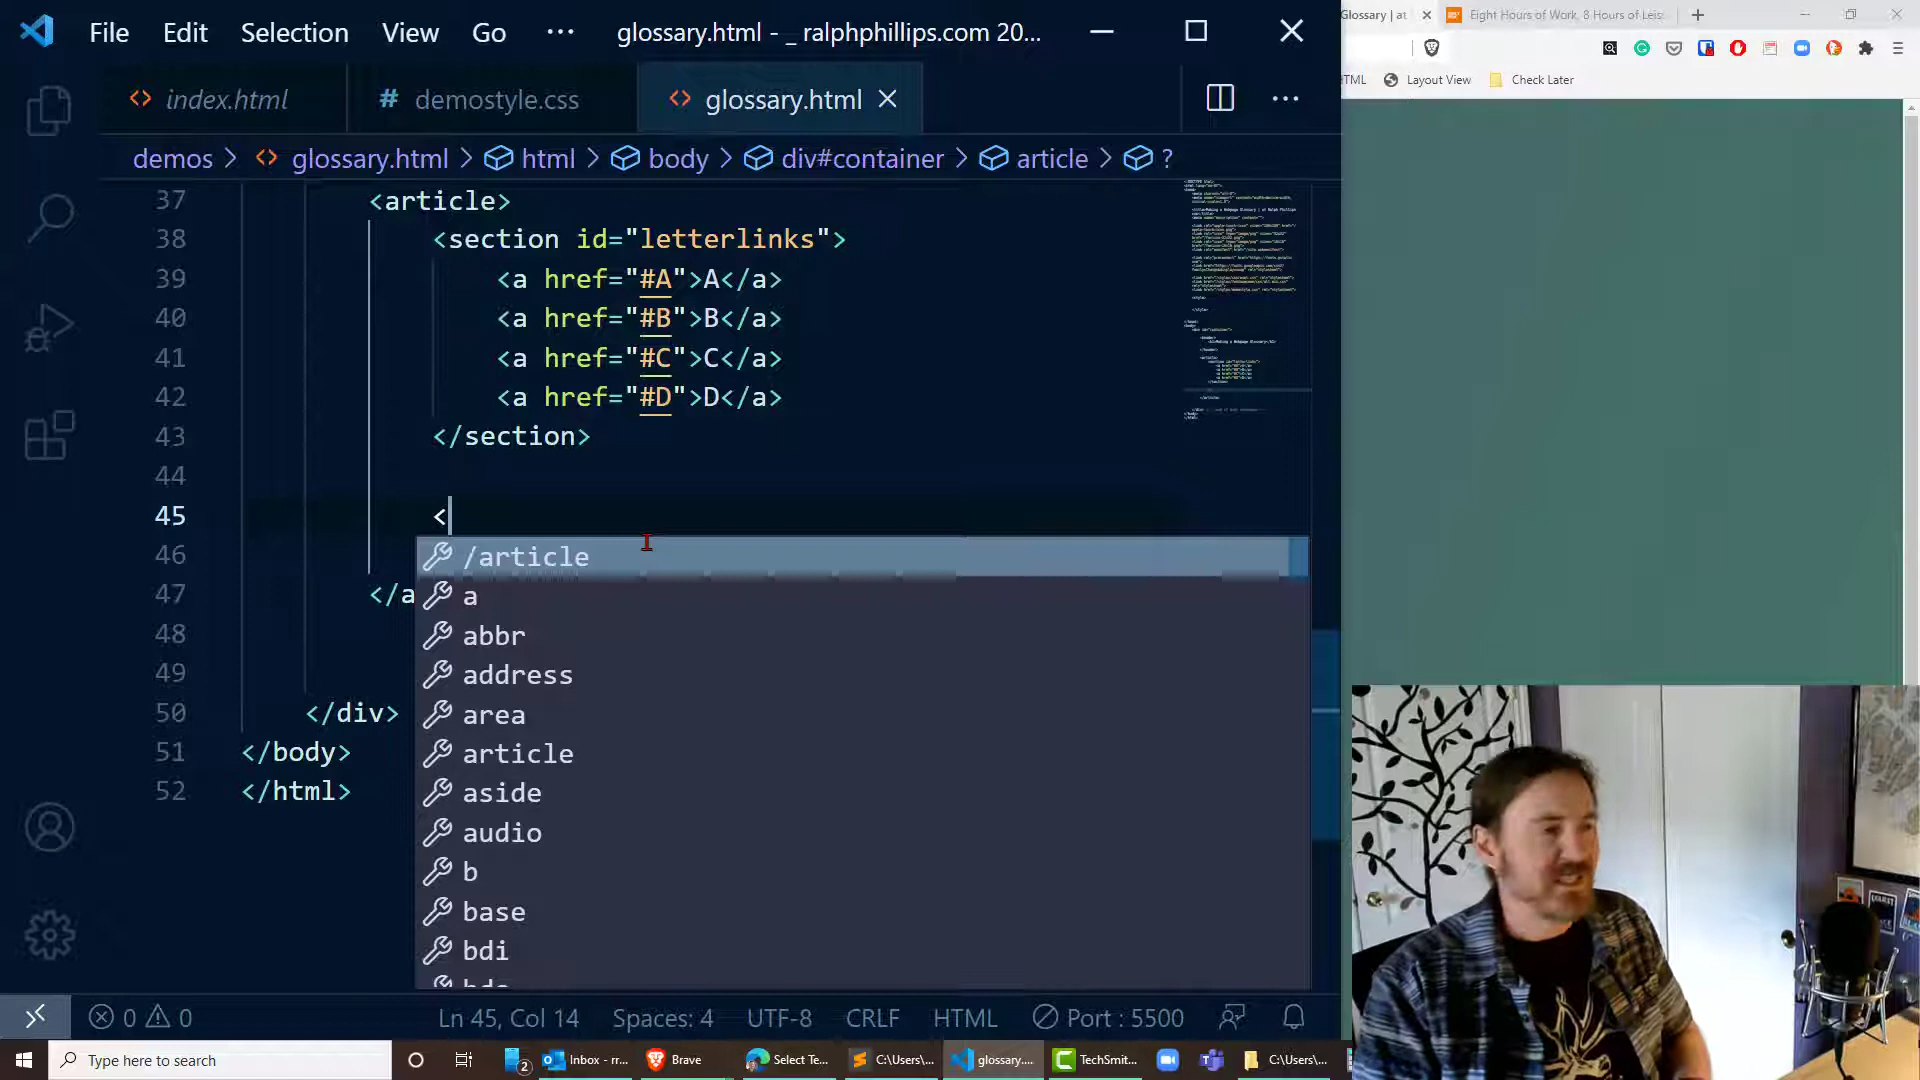 File Edit Selection View Go ··· glossary.html - _ ralphphillips.com 20...
Glossary | at
Eight Hours of Work, 8 Hours of Leis
index.html
# demostyle.css
glossary.html
HTML Layout View Check Later
demos > glossary.html > html > body > div#container > article > ?
37 <article>
38 <section id="letterlinks">
39 <a href="#A">A</a>
40 <a href="#B">B</a>
41 <a href="#C">C</a>
42 <a href="#D">D</a>
43 </section>
44
45 <
46
47 </a
48
49
50 </div>
51 </body>
52 </html>
/article
a
abbr
address
area
article
aside
audio
b
base
bdi
bdo
0 0 Ln 45, Col 14 Spaces: 4 UTF-8 CRLF HTML Port : 5500
Type here to search
2
Inbox - rr...
Brave
Select Te...
C:\Users\...
glossary....
TechSmit...
C:\Users\...